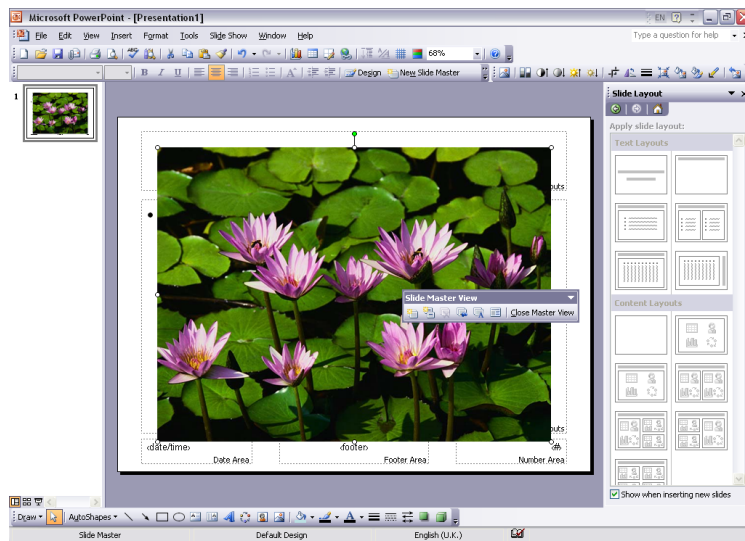 Microsoft PowerPoint - [Presentation1]
EN
File Edit View Insert Format Tools Slide Show Window Help
Type a question for help
68%
B I U
Design New Slide Master
1
Slide Layout
Apply slide layout:
Text Layouts
outs
Slide Master View
Close Master View
Content Layouts
outs
‹date/time› ‹footer› ‹#
Date Area Footer Area Number Area
Show when inserting new slides
Draw AutoShapes
Slide Master Default Design English (U.K.)